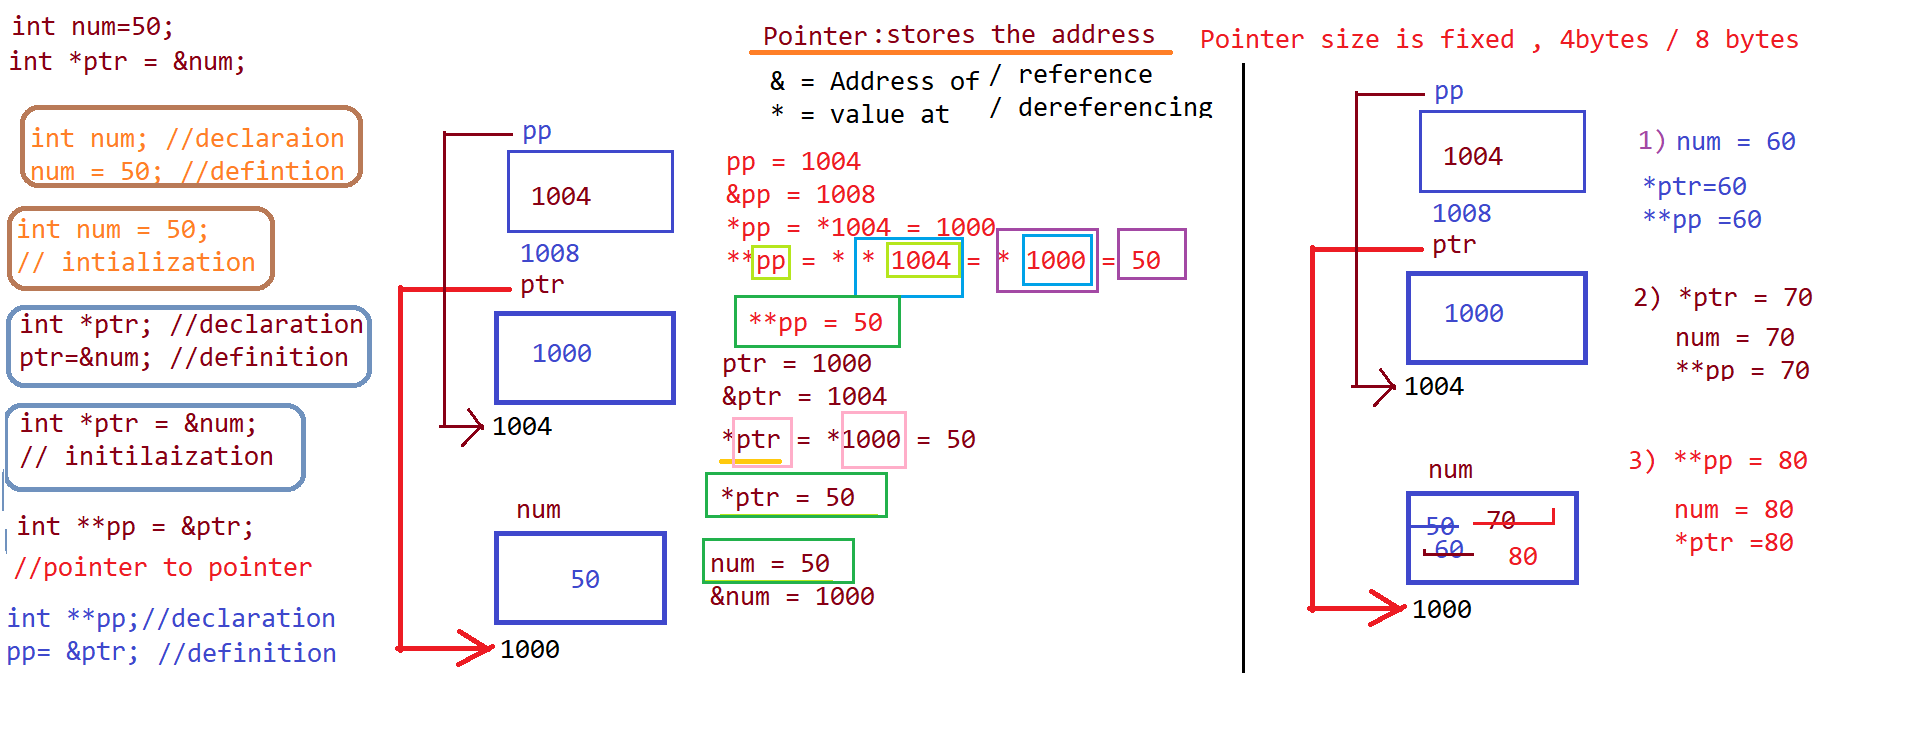 int num=50;
int *ptr = &num;
int num; //declaraion
num = 50; //defintion
int num = 50;
// intialization
int *ptr; //declaration
ptr=&num; //definition
int *ptr = &num;
// initilaization
int **pp = &ptr;
//pointer to pointer
int **pp;//declaration
pp= &ptr; //definition
pp
1004
1008
ptr
1000
1004
num
50
1000
Pointer:stores the address
& = Address of / reference
* = value at / dereferencing
pp = 1004
&pp = 1008
*pp = *1004 = 1000
**pp = * * 1004 = * 1000 = 50
**pp = 50
ptr = 1000
&ptr = 1004
*ptr = *1000 = 50
*ptr = 50
num = 50
&num = 1000
Pointer size is fixed , 4bytes / 8 bytes
pp
1004
1008
ptr
1000
1004
num
50 70
60 80
1000
1) num = 60
*ptr=60
**pp =60
2) *ptr = 70
num = 70
**pp = 70
3) **pp = 80
num = 80
*ptr =80